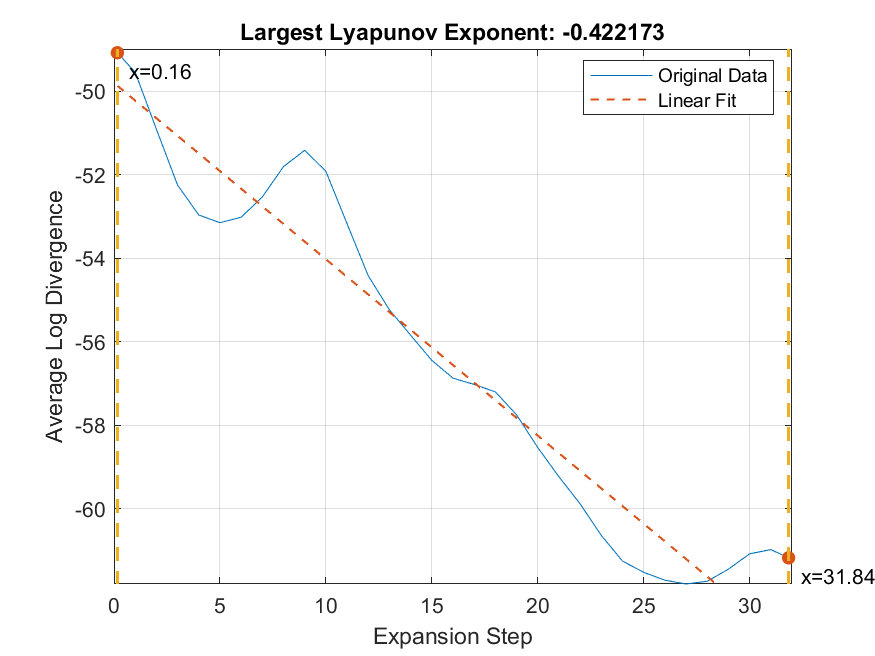 Largest Lyapunov Exponent: -0.422173
x=0.16
Original Data
Linear Fit
-50
-52
-54
-56
-58
-60
Average Log Divergence
x=31.84
0 5 10 15 20 25 30
Expansion Step